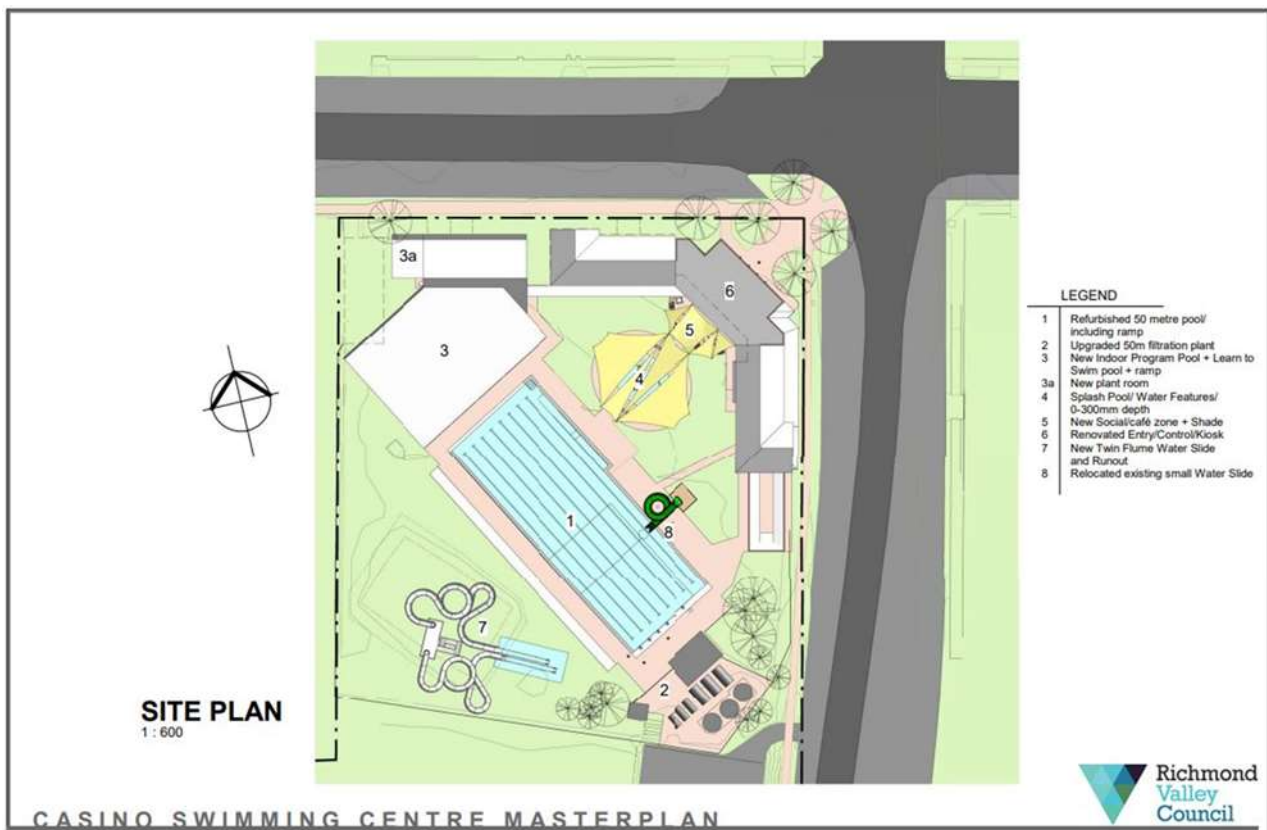 3a
6
5
3
4
1
8
7
2
LEGEND
1 Refurbished 50 metre pool/
including ramp
2 Upgraded 50m filtration plant
3 New Indoor Program Pool + Learn to
Swim pool + ramp
3a New plant room
4 Splash Pool/ Water Features/
0-300mm depth
5 New Social/café zone + Shade
6 Renovated Entry/Control/Kiosk
7 New Twin Flume Water Slide
and Runout
8 Relocated existing small Water Slide
SITE PLAN
1 : 600
CASINO SWIMMING CENTRE MASTERPLAN
Richmond
Valley
Council